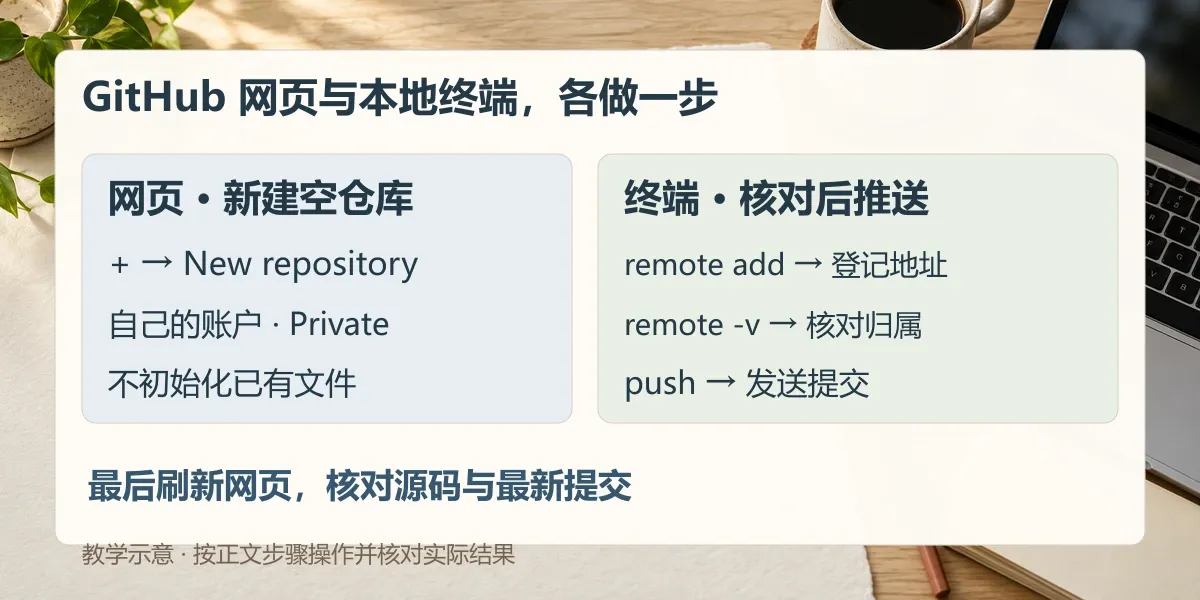 GitHub 网页与本地终端，各做一步
网页 • 新建空仓库
+ → New repository
自己的账户 · Private
不初始化已有文件
终端 • 核对后推送
remote add → 登记地址
remote -v → 核对归属
push → 发送提交
最后刷新网页，核对源码与最新提交
教学示意 · 按正文步骤操作并核对实际结果